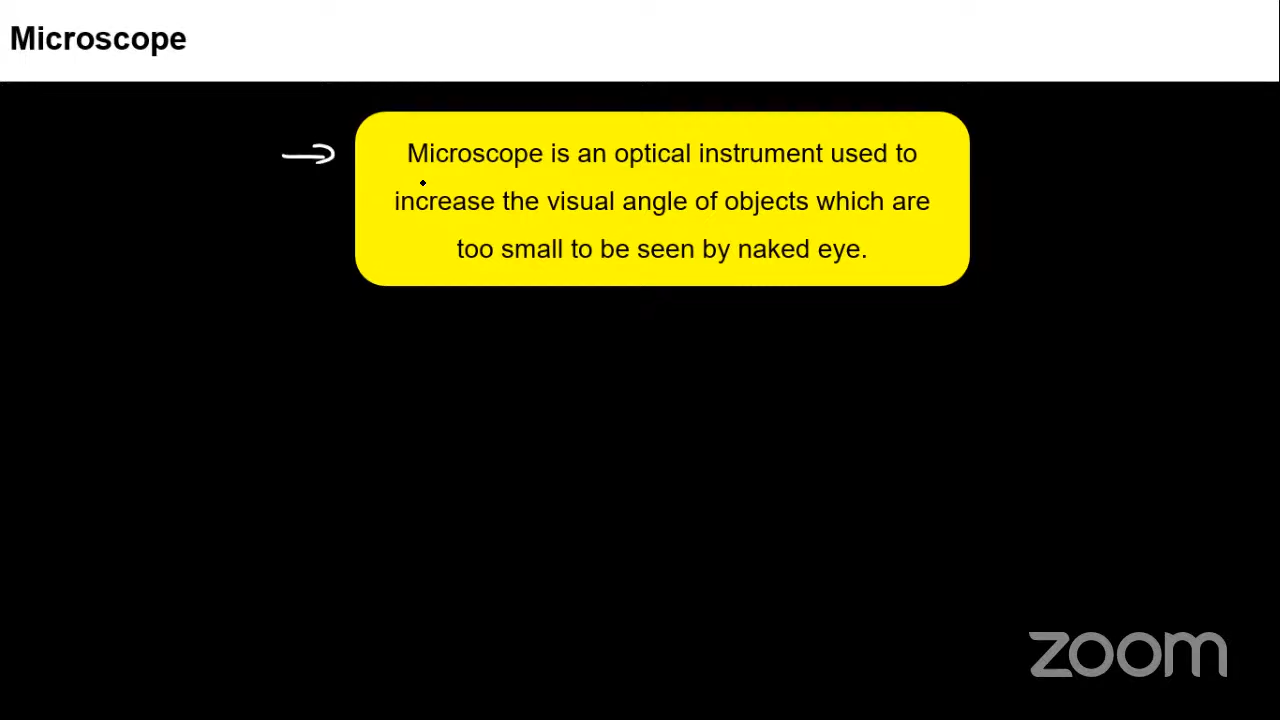 Microscope
Microscope is an optical instrument used to
increase the visual angle of objects which are
too small to be seen by naked eye.
zoom